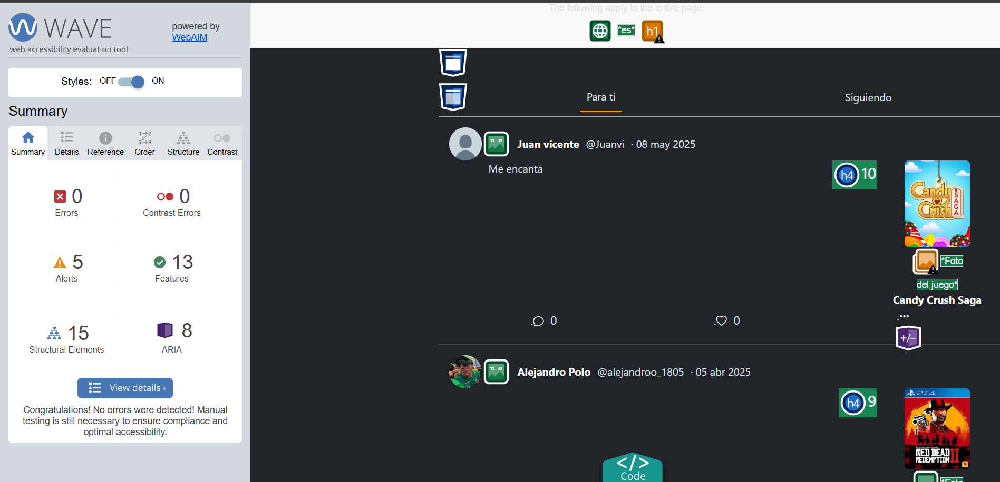 WAVE
web accessibility evaluation tool
powered by
WebAIM
Styles: OFF ON
Summary
Summary Details Reference Order Structure Contrast
0
Errors
0
Contrast Errors
5
Alerts
13
Features
15
Structural Elements
8
ARIA
View details ›
Congratulations! No errors were detected! Manual
testing is still necessary to ensure compliance and
optimal accessibility.
The following apply to the entire page:
*es* h1
Para ti
Siguiendo
Juan vicente @Juanvi · 08 may 2025
Me encanta
h4 10
Candy
Crush
SAGA
*Foto
del juego*
Candy Crush Saga
0
0
+/-
Alejandro Polo @alejandroo_1805 · 05 abr 2025
h4 9
PS4
RED DEAD
REDEMPTION II
R
*Foto
</>
Code